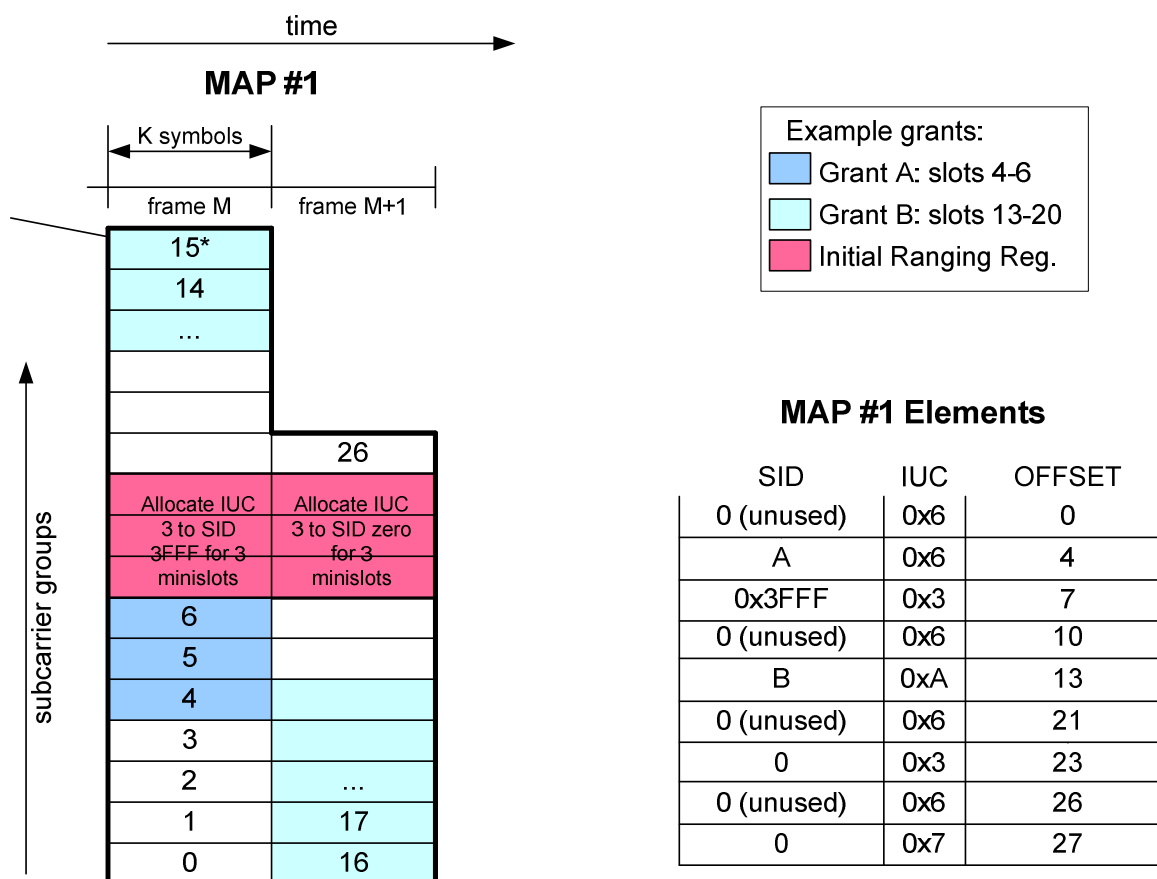 time
MAP #1
K symbols
frame M
frame M+1
15*
14
...
26
Allocate IUC
3 to SID
3FFF for 3
minislots
Allocate IUC
3 to SID zero
for 3
minislots
6
5
4
3
2
...
1
17
0
16
subcarrier groups
Example grants:
Grant A: slots 4-6
Grant B: slots 13-20
Initial Ranging Reg.
MAP #1 Elements
SID IUC OFFSET
0 (unused) 0x6 0
A 0x6 4
0x3FFF 0x3 7
0 (unused) 0x6 10
B 0xA 13
0 (unused) 0x6 21
0 0x3 23
0 (unused) 0x6 26
0 0x7 27